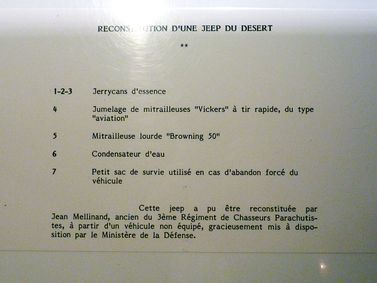 RECONSTITUTION D'UNE JEEP DU DESERT
**
1-2-3 Jerrycans d'essence
4 Jumelage de mitrailleuses "Vickers" à tir rapide, du type
"aviation"
5 Mitrailleuse lourde "Browning 50"
6 Condensateur d'eau
7 Petit sac de survie utilisé en cas d'abandon forcé du
véhicule
Cette jeep a pu être reconstituée par
Jean Mellinand, ancien du 3ème Régiment de Chasseurs Parachutis-
tes, à partir d'un véhicule non équipé, gracieusement mis à dispo-
sition par le Ministère de la Défense.